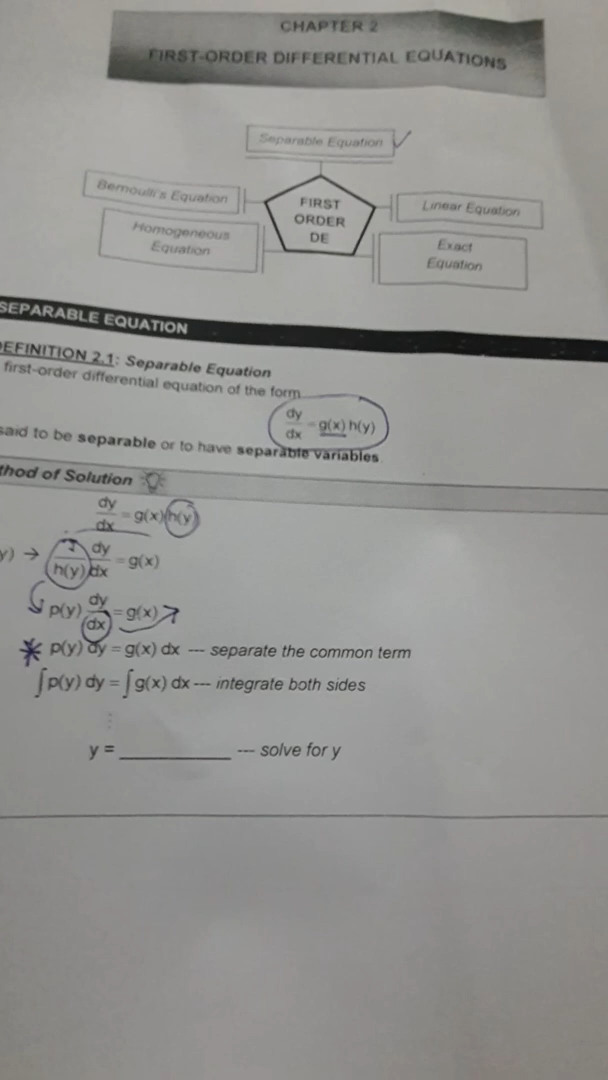 CHAPTER 2
FIRST-ORDER DIFFERENTIAL EQUATIONS
Separable Equation ✓
Bernoulli's Equation
FIRST
ORDER
DE
Linear Equation
Homogeneous
Equation
Exact
Equation
SEPARABLE EQUATION
DEFINITION 2.1: Separable Equation
first-order differential equation of the form
dy/dx = g(x) h(y)
said to be separable or to have separable variables
thod of Solution
dy/dx = g(x) h(y)
y) → 1/h(y) dy/dx = g(x)
p(y) dy/dx = g(x)
* p(y) dy = g(x) dx --- separate the common term
∫p(y) dy = ∫g(x) dx --- integrate both sides
⋮
y = __________ --- solve for y